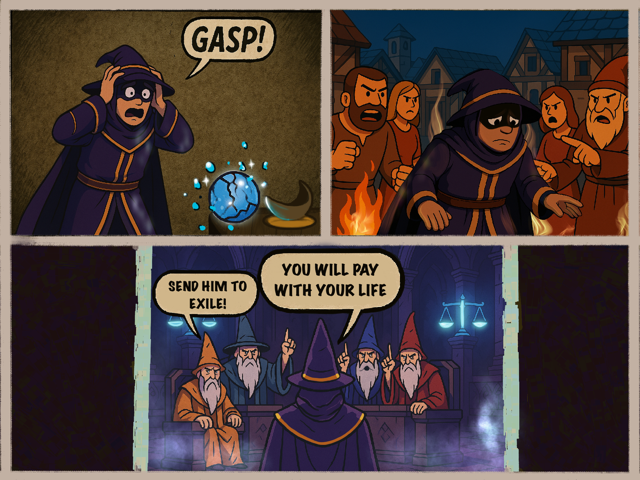 GASP!
SEND HIM TO
EXILE!
YOU WILL PAY
WITH YOUR LIFE